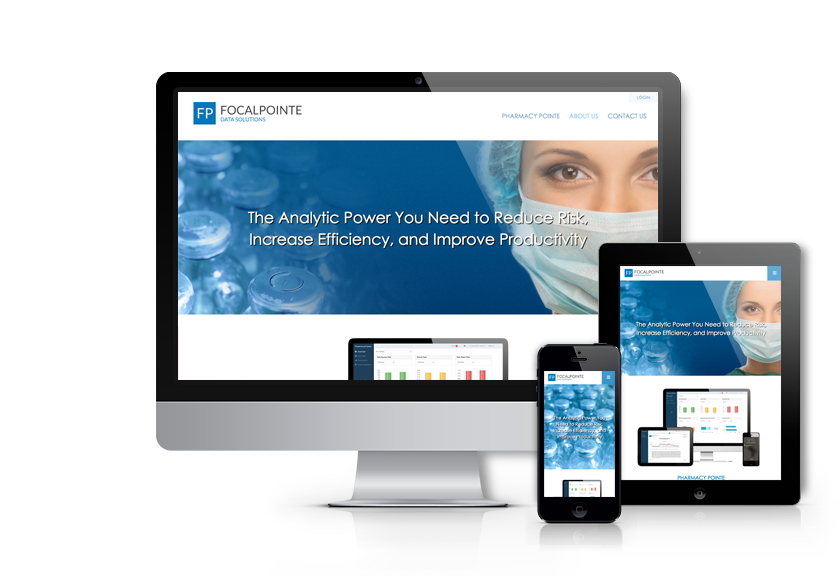 LOGIN
FP FOCALPOINTE
DATA SOLUTIONS
PHARMACY POINTE ABOUT US CONTACT US
The Analytic Power You Need to Reduce Risk,
Increase Efficiency, and Improve Productivity
FP FOCALPOINTE
DATA SOLUTIONS
The Analytic Power You Need to Reduce Risk,
Increase Efficiency, and Improve Productivity
PHARMACY POINTE
FP FOCALPOINTE
The Analytic Power You
Need to Reduce Risk,
Increase Efficiency, and
Improve Productivity